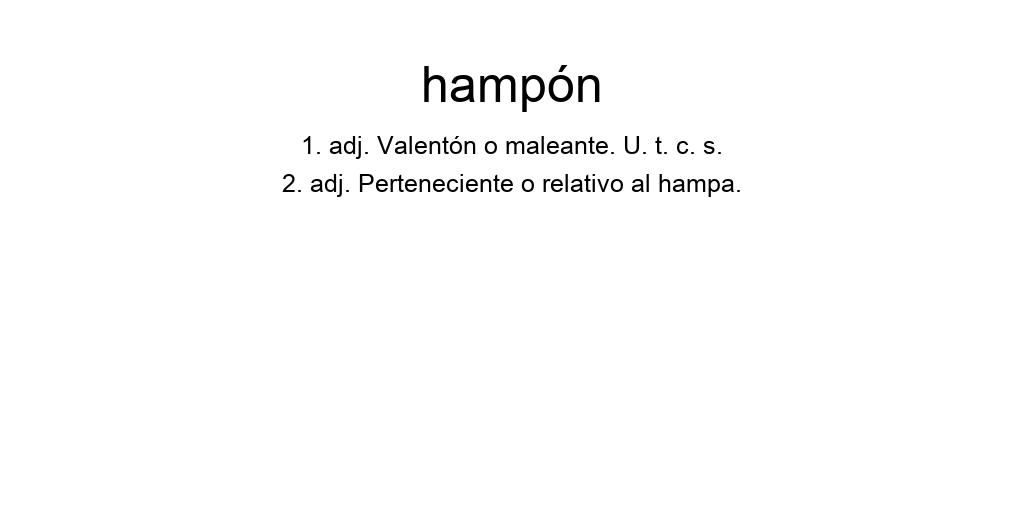 hampón
1. adj. Valentón o maleante. U. t. c. s.
2. adj. Perteneciente o relativo al hampa.